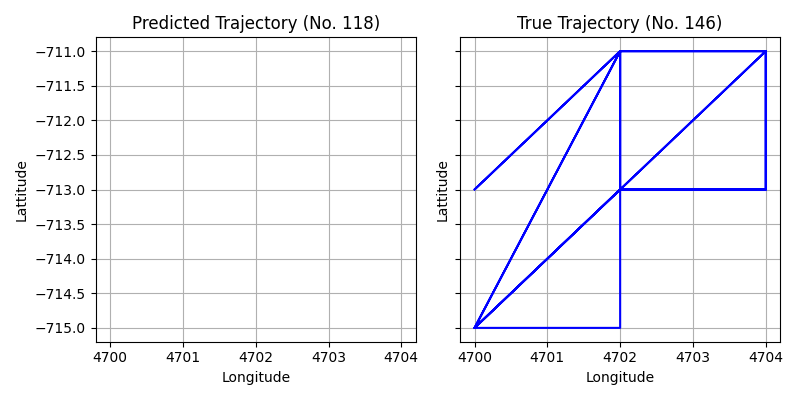 Predicted Trajectory (No. 118)
True Trajectory (No. 146)
−711.0
−711.5
−712.0
−712.5
−713.0
−713.5
−714.0
−714.5
−715.0
Lattitude
Lattitude
4700 4701 4702 4703 4704
4700 4701 4702 4703 4704
Longitude
Longitude